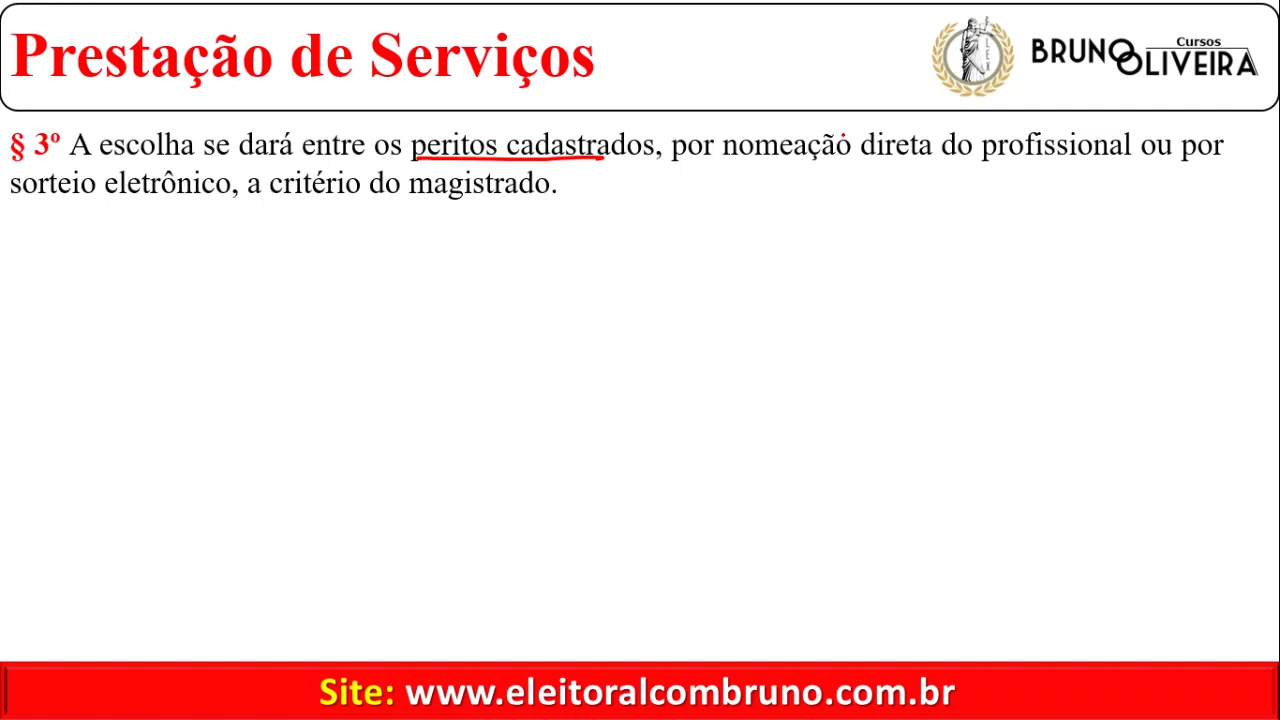 Prestação de Serviços
Cursos
BRUNO
OLIVEIRA
LEX
§ 3º A escolha se dará entre os peritos cadastrados, por nomeação direta do profissional ou por
sorteio eletrônico, a critério do magistrado.
Site: www.eleitoralcombruno.com.br